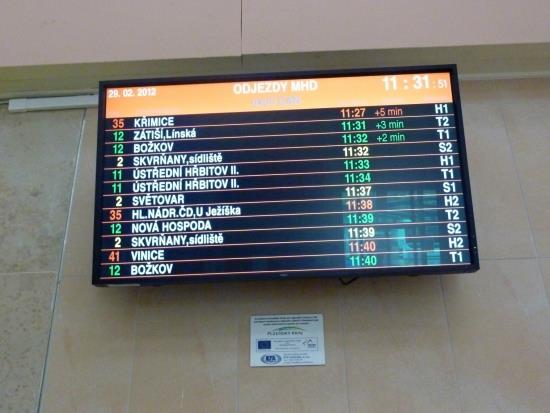 29. 02. 2012 ODJEZDY MHD 11 : 31 : 51
35 KŘIMICE 11:27 +5 min H1
12 ZÁTIŠÍ,Línská 11:31 +3 min T2
12 BOŽKOV 11:32 +2 min T1
2 SKVRŇANY,sídliště 11:32 S2
11 ÚSTŘEDNÍ HŘBITOV II. 11:33 H1
11 ÚSTŘEDNÍ HŘBITOV II. 11:34 T1
2 SVĚTOVAR 11:37 S1
35 HL.NÁDR.ČD,U Ježíška 11:38 H2
12 NOVÁ HOSPODA 11:39 T2
2 SKVRŇANY,sídliště 11:39 S2
41 VINICE 11:40 H2
12 BOŽKOV 11:40 T1
PLZEŇSKÝ KRAJ